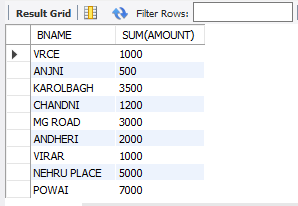 Result Grid Filter Rows:
BNAME SUM(AMOUNT)
VRCE 1000
ANJNI 500
KAROLBAGH 3500
CHANDNI 1200
MG ROAD 3000
ANDHERI 2000
VIRAR 1000
NEHRU PLACE 5000
POWAI 7000